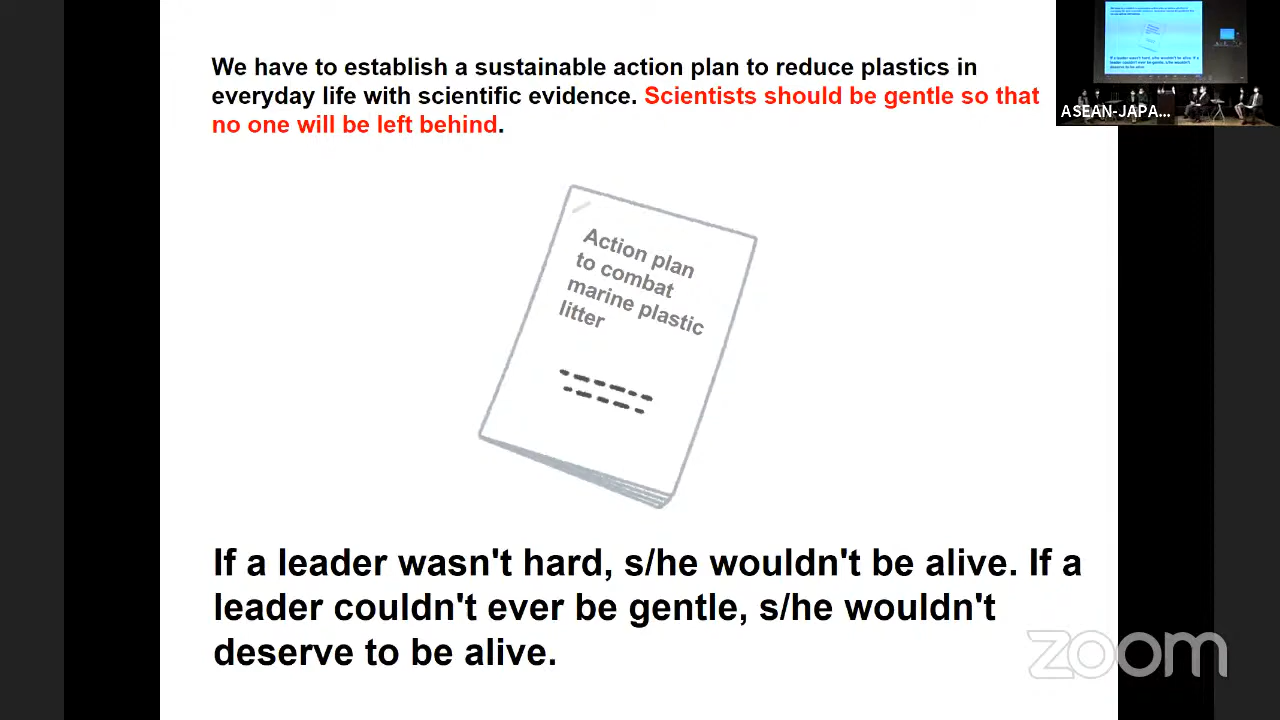 We have to establish a sustainable action plan to reduce plastics in
everyday life with scientific evidence. Scientists should be gentle so that
no one will be left behind.
ASEAN-JAPA...
Action plan
to combat
marine plastic
litter
If a leader wasn't hard, s/he wouldn't be alive. If a
leader couldn't ever be gentle, s/he wouldn't
deserve to be alive.
zoom